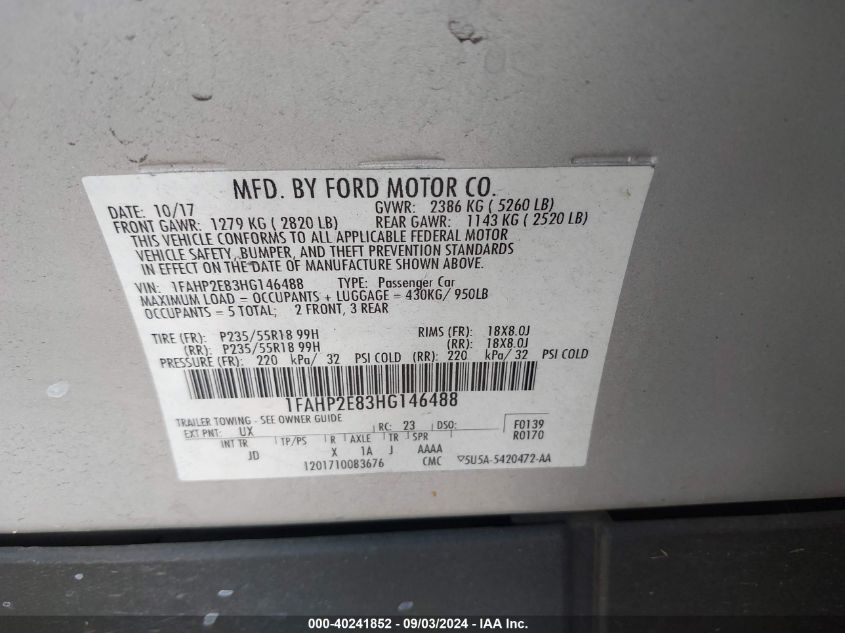 MFD. BY FORD MOTOR CO.
DATE: 10/17 GVWR: 2386 KG ( 5260 LB)
FRONT GAWR: 1279 KG ( 2820 LB) REAR GAWR: 1143 KG ( 2520 LB)
THIS VEHICLE CONFORMS TO ALL APPLICABLE FEDERAL MOTOR
VEHICLE SAFETY, BUMPER, AND THEFT PREVENTION STANDARDS
IN EFFECT ON THE DATE OF MANUFACTURE SHOWN ABOVE.
VIN: 1FAHP2E83HG146488 TYPE: Passenger Car
MAXIMUM LOAD = OCCUPANTS + LUGGAGE = 430KG/ 950LB
OCCUPANTS = 5 TOTAL; 2 FRONT, 3 REAR
TIRE (FR): P235/55R18 99H RIMS (FR): 18X8.0J
(RR): P235/55R18 99H (RR): 18X8.0J
PRESSURE (FR): 220 kPa/ 32 PSI COLD (RR): 220 kPa/ 32 PSI COLD
1FAHP2E83HG146488
TRAILER TOWING - SEE OWNER GUIDE
EXT PNT: UX RC: 23 DSO: F0139
INT TR TP/PS R AXLE TR SPR R0170
JD X 1A J AAAA
1201710083676 CMC ▽5U5A-5420472-AA
000-40241852 - 09/03/2024 - IAA Inc.